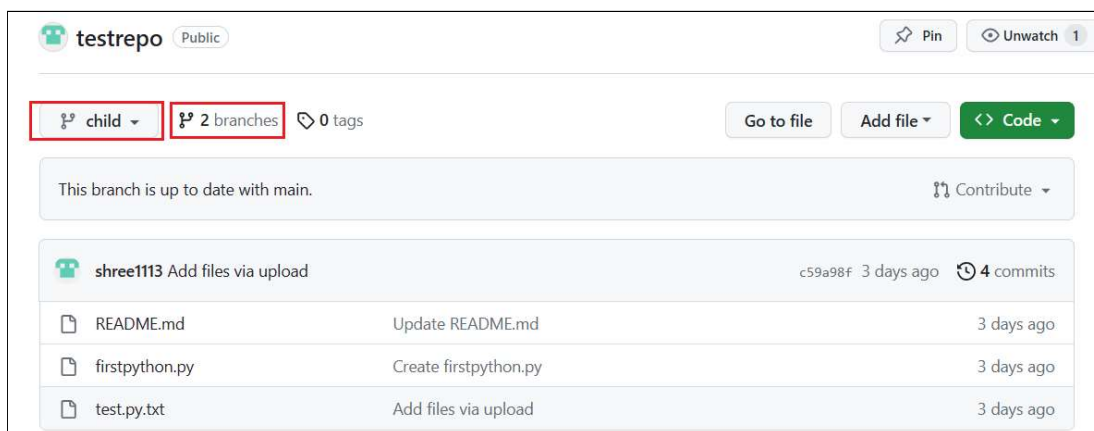 testrepo Public Pin Unwatch 1
child 2 branches 0 tags Go to file Add file Code
This branch is up to date with main. Contribute
shree1113 Add files via upload c59a98f 3 days ago 4 commits
README.md Update README.md 3 days ago
firstpython.py Create firstpython.py 3 days ago
test.py.txt Add files via upload 3 days ago